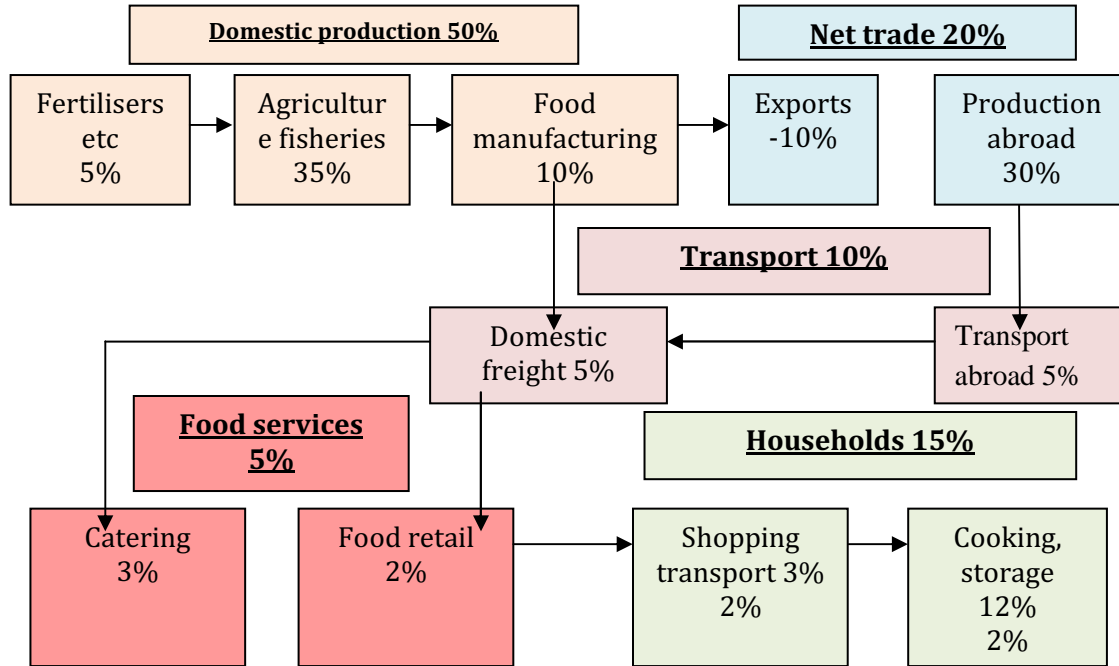 Domestic production 50%
Net trade 20%
Fertilisers
etc
5%
Agricultur
e fisheries
35%
Food
manufacturing
10%
Exports
-10%
Production
abroad
30%
Transport 10%
Domestic
freight 5%
Transport
abroad 5%
Food services
5%
Households 15%
Catering
3%
Food retail
2%
Shopping
transport 3%
2%
Cooking,
storage
12%
2%